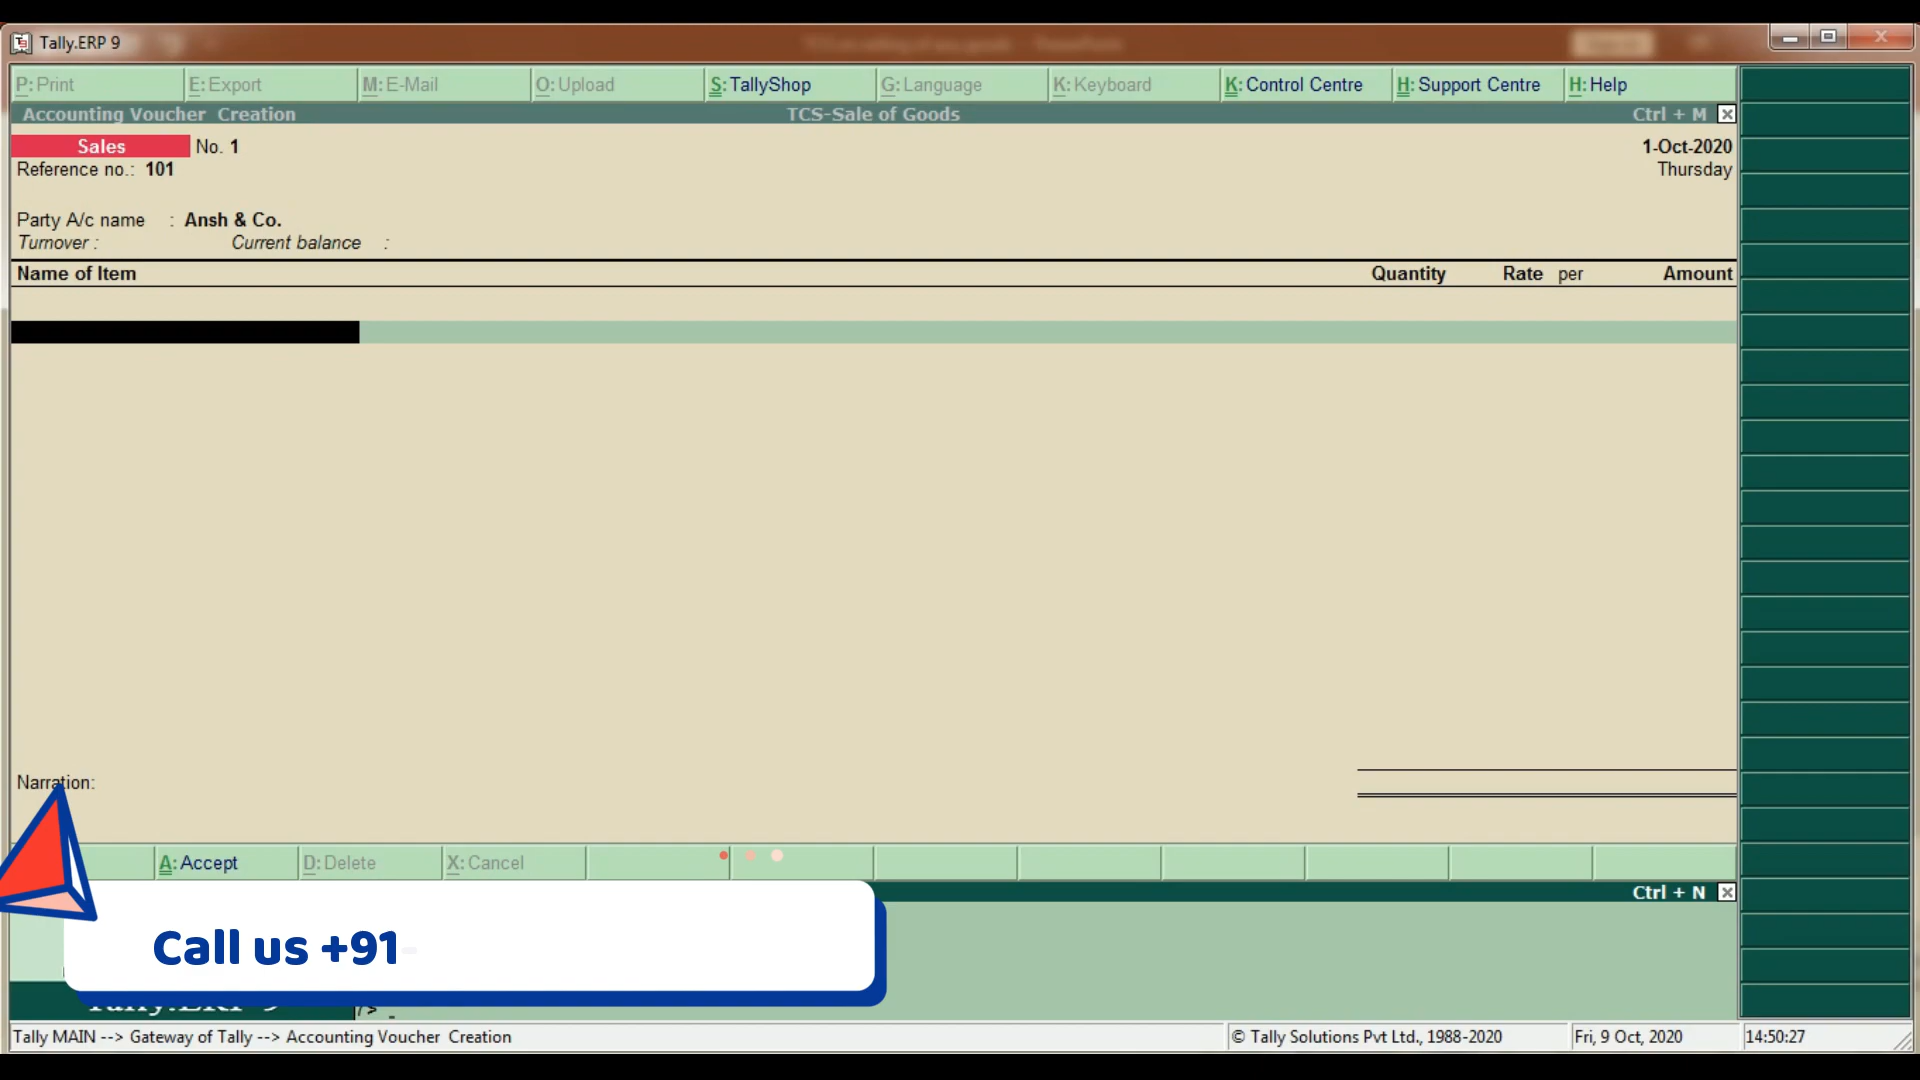 Tally.ERP 9
P: Print E: Export M: E-Mail O: Upload S: TallyShop G: Language K: Keyboard K: Control Centre H: Support Centre H: Help
Accounting Voucher Creation TCS-Sale of Goods Ctrl + M
Sales No. 1 1-Oct-2020
Reference no.: 101 Thursday
Party A/c name : Ansh & Co.
Turnover : Current balance :
Name of Item Quantity Rate per Amount
Narration:
A: Accept D: Delete X: Cancel
Ctrl + N
Call us +91
Tally.ERP 9
Tally MAIN --> Gateway of Tally --> Accounting Voucher Creation © Tally Solutions Pvt Ltd., 1988-2020 Fri, 9 Oct, 2020 14:50:27